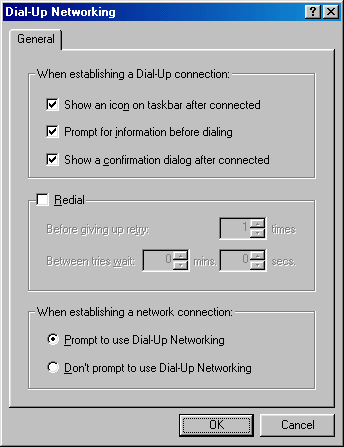 Dial-Up Networking
General
When establishing a Dial-Up connection:
Show an icon on taskbar after connected
Prompt for information before dialing
Show a confirmation dialog after connected
Redial
Before giving up retry: 1 times
Between tries wait: 0 mins. 0 secs.
When establishing a network connection:
Prompt to use Dial-Up Networking
Don't prompt to use Dial-Up Networking
OK Cancel